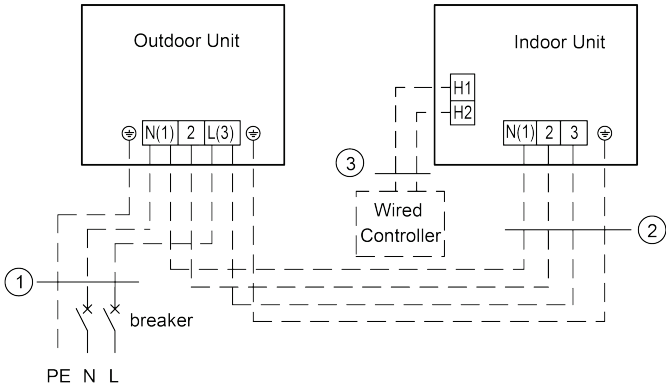 Outdoor Unit
Indoor Unit
H1
H2
N(1) 2 L(3)
N(1) 2 3
3
Wired
Controller
2
1
breaker
PE N L